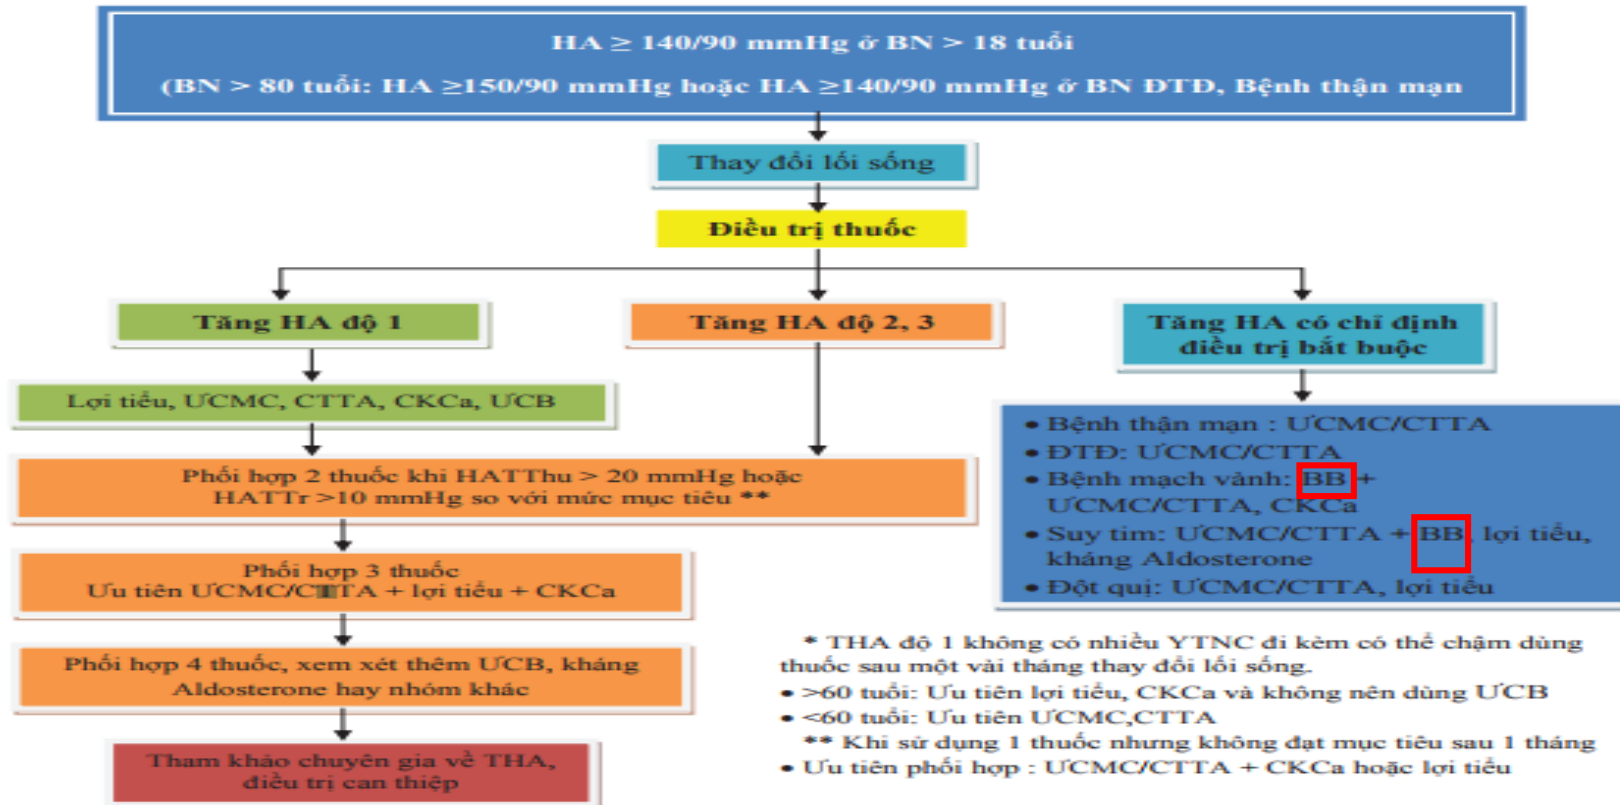 HA ≥ 140/90 mmHg ở BN > 18 tuổi
(BN > 80 tuổi: HA ≥150/90 mmHg hoặc HA ≥140/90 mmHg ở BN ĐTĐ, Bệnh thận mạn
Thay đổi lối sống
Điều trị thuốc
Tăng HA độ 1
Tăng HA độ 2, 3
Tăng HA có chỉ định
điều trị bắt buộc
Lợi tiểu, ƯCMC, CTTA, CKCa, ƯCB
Phối hợp 2 thuốc khi HATThu > 20 mmHg hoặc
HATTr >10 mmHg so với mức mục tiêu **
Phối hợp 3 thuốc
Ưu tiên ƯCMC/CTTA + lợi tiểu + CKCa
Phối hợp 4 thuốc, xem xét thêm ƯCB, kháng
Aldosterone hay nhóm khác
Tham khảo chuyên gia về THA,
điều trị can thiệp
• Bệnh thận mạn : ƯCMC/CTTA
• ĐTĐ: ƯCMC/CTTA
• Bệnh mạch vành: BB +
ƯCMC/CTTA, CKCa
• Suy tim: ƯCMC/CTTA + BB, lợi tiểu,
kháng Aldosterone
• Đột quị: ƯCMC/CTTA, lợi tiểu
* THA độ 1 không có nhiều YTNC đi kèm có thể chậm dùng
thuốc sau một vài tháng thay đổi lối sống.
• >60 tuổi: Ưu tiên lợi tiểu, CKCa và không nên dùng ƯCB
• <60 tuổi: Ưu tiên ƯCMC,CTTA
** Khi sử dụng 1 thuốc nhưng không đạt mục tiêu sau 1 tháng
• Ưu tiên phối hợp : ƯCMC/CTTA + CKCa hoặc lợi tiểu